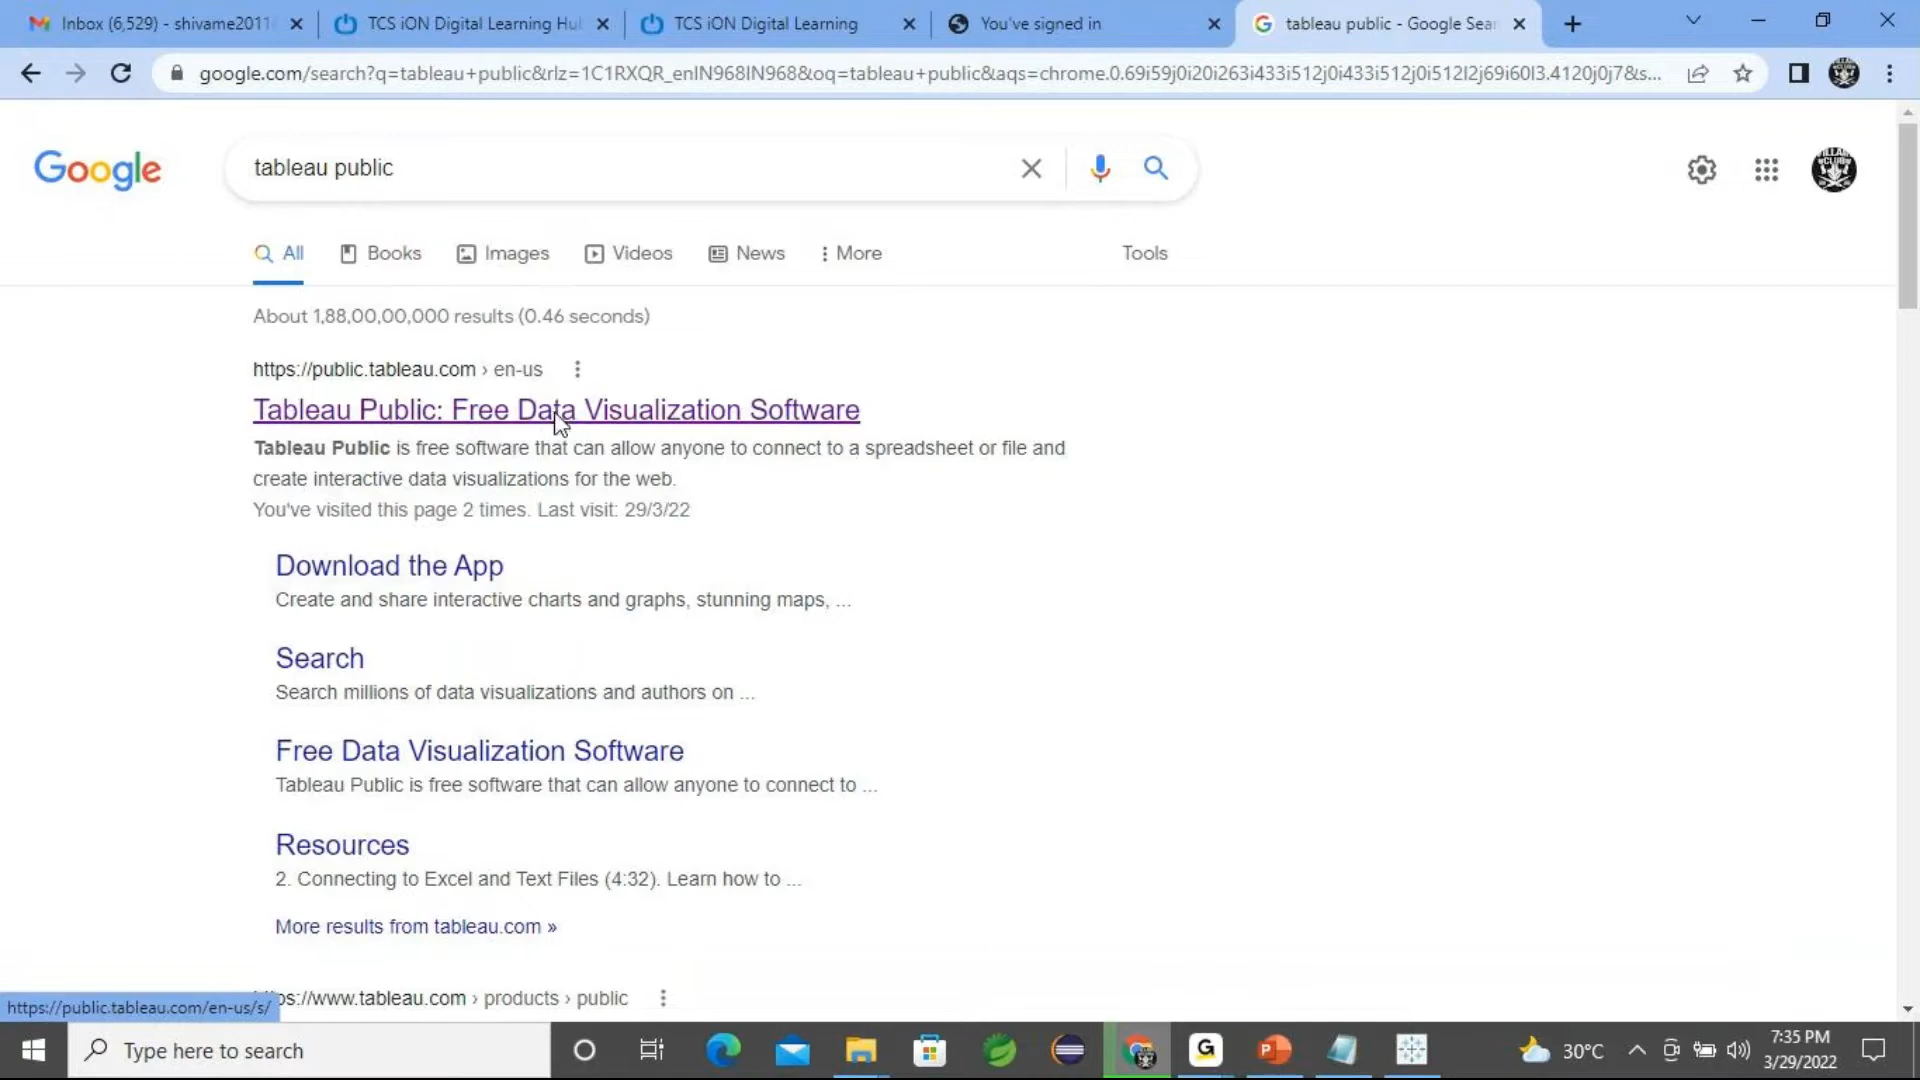 Inbox (6,529) - shivame2011
TCS iON Digital Learning Hu
TCS iON Digital Learning
You've signed in
tableau public - Google Sear
google.com/search?q=tableau+public&rlz=1C1RXQR_enIN968IN968&oq=tableau+public&aqs=chrome.0.69i59j0i20i263i433i512j0i433i512j0i512l2j69i60l3.4120j0j7&s...
Google
tableau public
All
Books
Images
Videos
News
More
Tools
About 1,88,00,00,000 results (0.46 seconds)
https://public.tableau.com › en-us
Tableau Public: Free Data Visualization Software
Tableau Public is free software that can allow anyone to connect to a spreadsheet or file and
create interactive data visualizations for the web.
You've visited this page 2 times. Last visit: 29/3/22
Download the App
Create and share interactive charts and graphs, stunning maps, ...
Search
Search millions of data visualizations and authors on ...
Free Data Visualization Software
Tableau Public is free software that can allow anyone to connect to ...
Resources
2. Connecting to Excel and Text Files (4:32). Learn how to ...
More results from tableau.com »
ps://www.tableau.com › products › public
https://public.tableau.com/en-us/s/
Type here to search
30°C
7:35 PM
3/29/2022